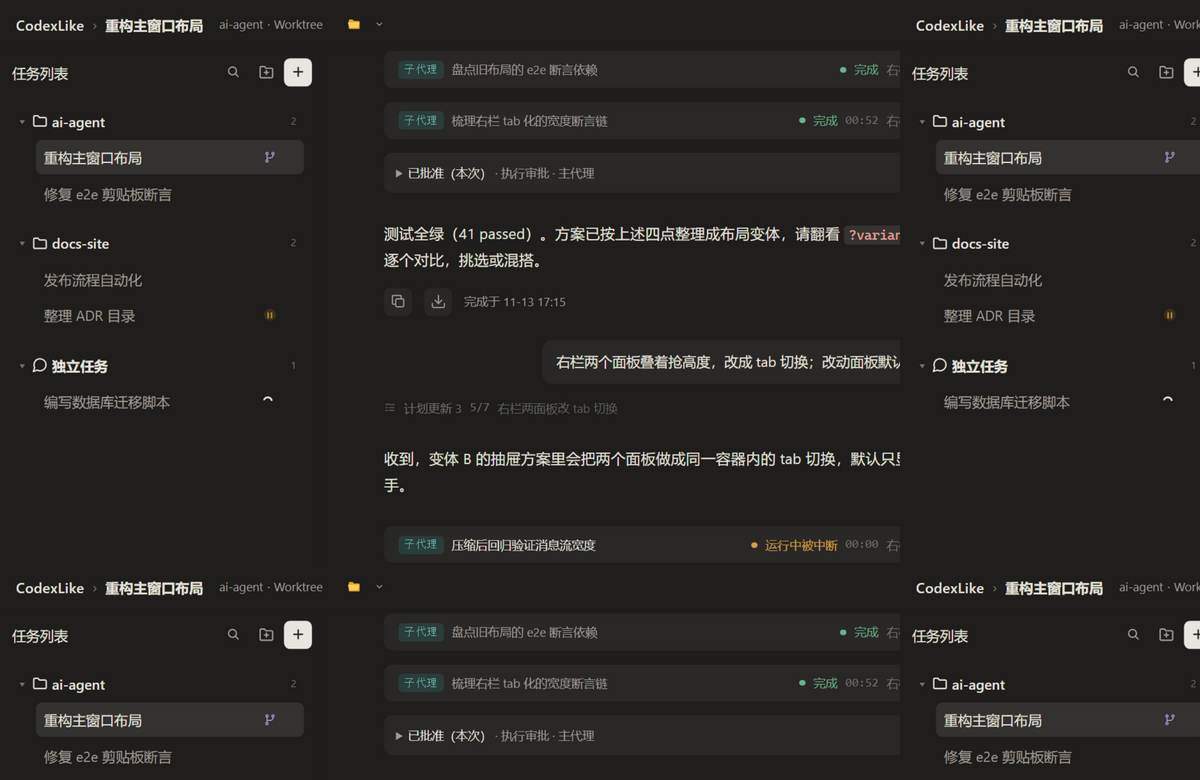 CodexLike › 重构主窗口布局 ai-agent · Worktree
任务列表
ai-agent 2
重构主窗口布局
修复 e2e 剪贴板断言
docs-site 2
发布流程自动化
整理 ADR 目录
独立任务 1
编写数据库迁移脚本
子代理 盘点旧布局的 e2e 断言依赖 完成 右
子代理 梳理右栏 tab 化的宽度断言链 完成 00:52 右
已批准（本次） · 执行审批 · 主代理
测试全绿（41 passed）。方案已按上述四点整理成布局变体，请翻看 ?varian
逐个对比，挑选或混搭。
完成于 11-13 17:15
右栏两个面板叠着抢高度，改成 tab 切换；改动面板默认
计划更新 3 5/7 右栏两面板改 tab 切换
收到，变体 B 的抽屉方案里会把两个面板做成同一容器内的 tab 切换，默认只
手。
子代理 压缩后回归验证消息流宽度 运行中被中断 00:00 右
CodexLike › 重构主窗口布局 ai-agent · Work
任务列表
ai-agent 2
重构主窗口布局
修复 e2e 剪贴板断言
docs-site 2
发布流程自动化
整理 ADR 目录
独立任务 1
编写数据库迁移脚本
CodexLike › 重构主窗口布局 ai-agent · Worktree
任务列表
ai-agent 2
重构主窗口布局
修复 e2e 剪贴板断言
子代理 盘点旧布局的 e2e 断言依赖 完成 右
子代理 梳理右栏 tab 化的宽度断言链 完成 00:52 右
已批准（本次） · 执行审批 · 主代理
CodexLike › 重构主窗口布局 ai-agent · Work
任务列表
ai-agent 2
重构主窗口布局
修复 e2e 剪贴板断言